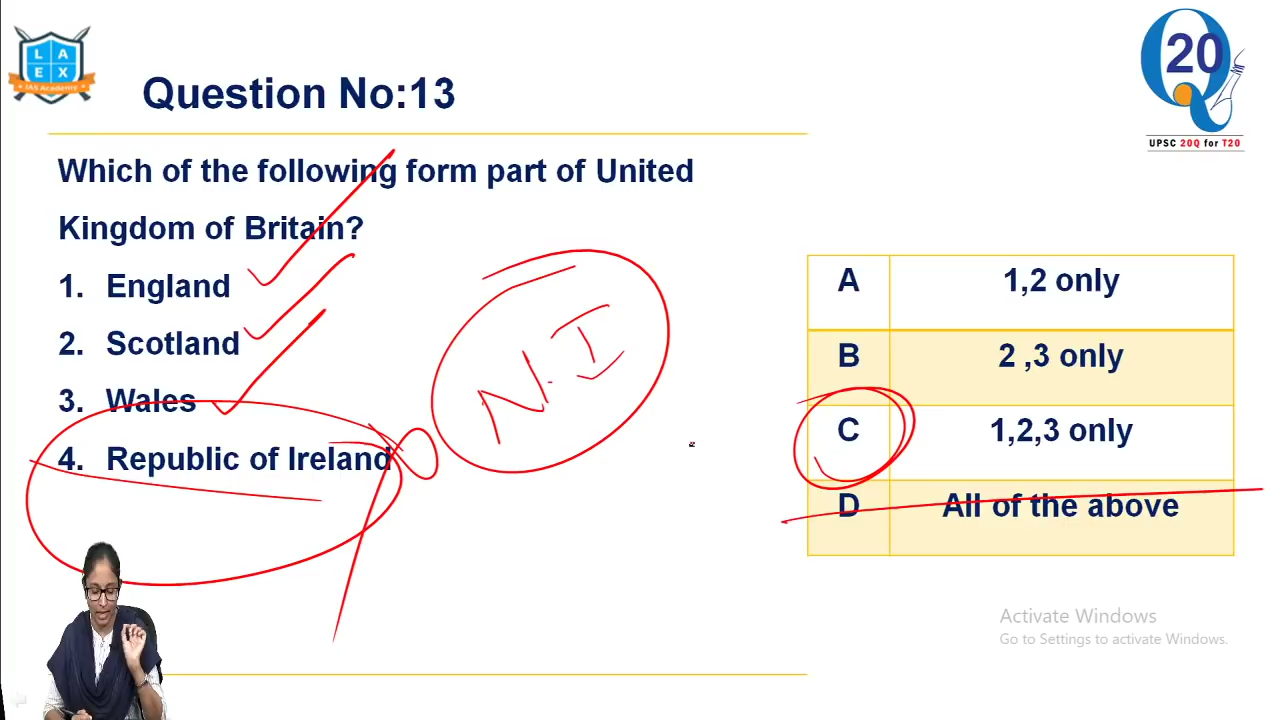 L A
E X
IAS Academy
Question No:13
20
UPSC 20Q for T20
Which of the following form part of United
Kingdom of Britain?
1. England
2. Scotland
3. Wales
4. Republic of Ireland
N.I
A 1,2 only
B 2 ,3 only
C 1,2,3 only
D All of the above
Activate Windows
Go to Settings to activate Windows.